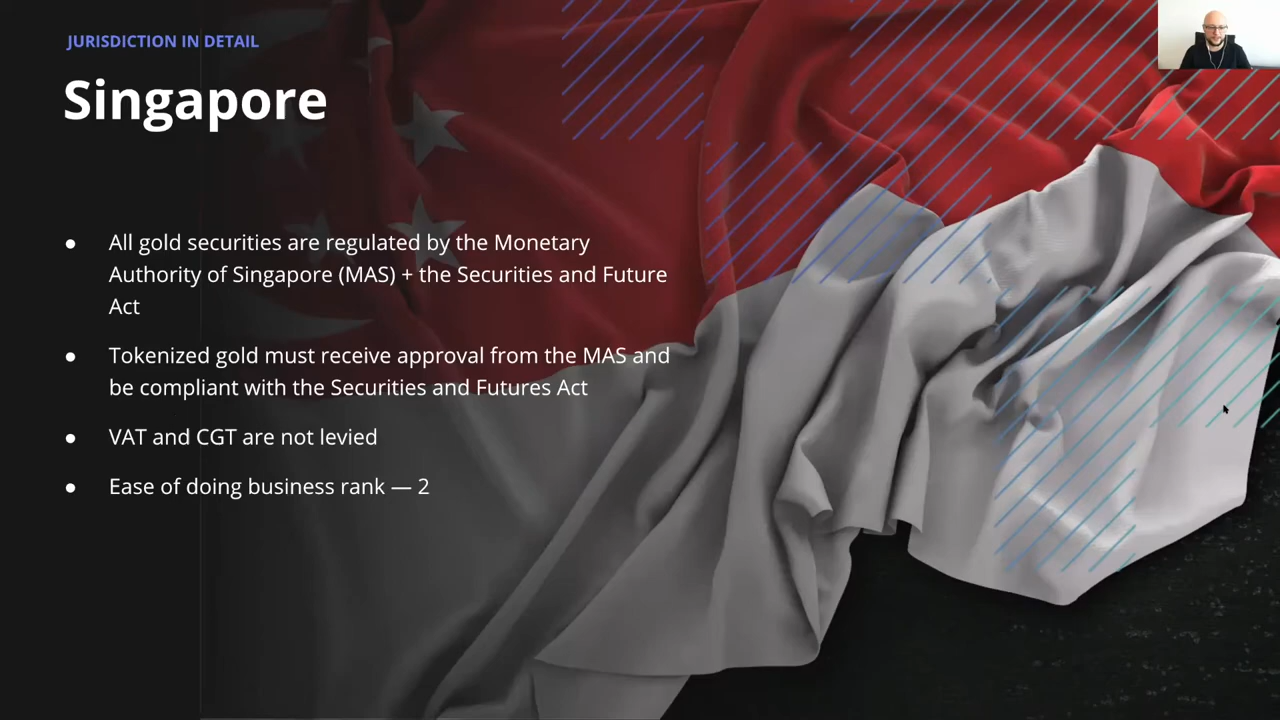 JURISDICTION IN DETAIL
Singapore
● All gold securities are regulated by the Monetary
Authority of Singapore (MAS) + the Securities and Future
Act
● Tokenized gold must receive approval from the MAS and
be compliant with the Securities and Futures Act
● VAT and CGT are not levied
● Ease of doing business rank — 2